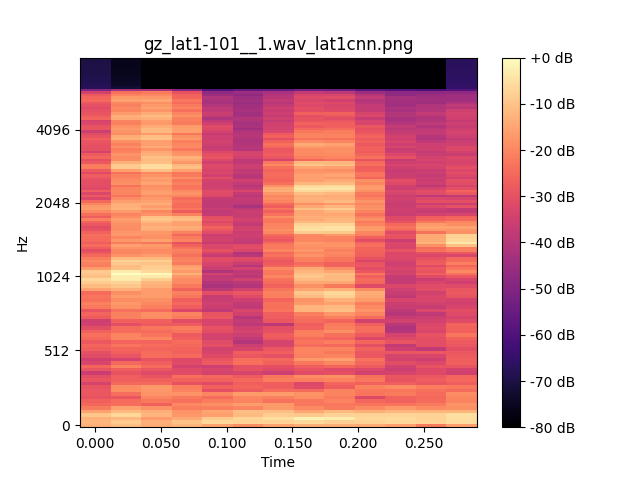 gz_lat1-101__1.wav_lat1cnn.png
+0 dB
-10 dB
-20 dB
-30 dB
-40 dB
-50 dB
-60 dB
-70 dB
-80 dB
4096
2048
1024
512
0
Hz
0.000 0.050 0.100 0.150 0.200 0.250
Time